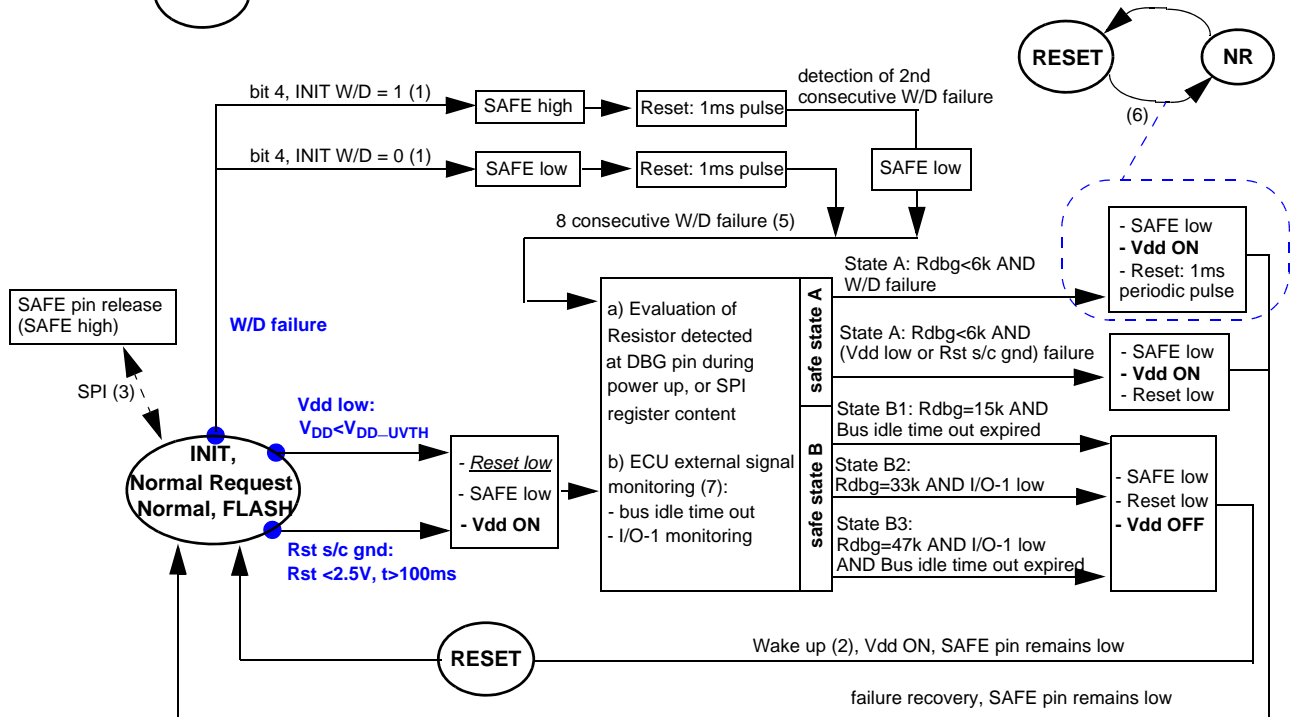 RESET
NR
(6)
bit 4, INIT W/D = 1 (1)
SAFE high
Reset: 1ms pulse
detection of 2nd
consecutive W/D failure
bit 4, INIT W/D = 0 (1)
SAFE low
Reset: 1ms pulse
SAFE low
8 consecutive W/D failure (5)
SAFE pin release
(SAFE high)
SPI (3)
W/D failure
Vdd low:
VDD<VDD_UVTH
INIT,
Normal Request
Normal, FLASH
Rst s/c gnd:
Rst <2.5V, t>100ms
- Reset low
- SAFE low
- Vdd ON
a) Evaluation of
Resistor detected
at DBG pin during
power up, or SPI
register content
b) ECU external signal
monitoring (7):
- bus idle time out
- I/O-1 monitoring
safe state A
safe state B
State A: Rdbg<6k AND
W/D failure
State A: Rdbg<6k AND
(Vdd low or Rst s/c gnd) failure
State B1: Rdbg=15k AND
Bus idle time out expired
State B2:
Rdbg=33k AND I/O-1 low
State B3:
Rdbg=47k AND I/O-1 low
AND Bus idle time out expired
- SAFE low
- Vdd ON
- Reset: 1ms
periodic pulse
- SAFE low
- Vdd ON
- Reset low
- SAFE low
- Reset low
- Vdd OFF
RESET
Wake up (2), Vdd ON, SAFE pin remains low
failure recovery, SAFE pin remains low